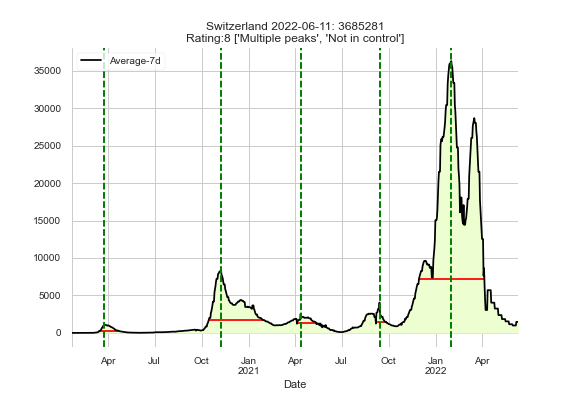 Switzerland 2022-06-11: 3685281
Rating:8 ['Multiple peaks', 'Not in control']
Average-7d
35000
30000
25000
20000
15000
10000
5000
0
Apr Jul Oct Jan Apr Jul Oct Jan Apr
2021 2022
Date